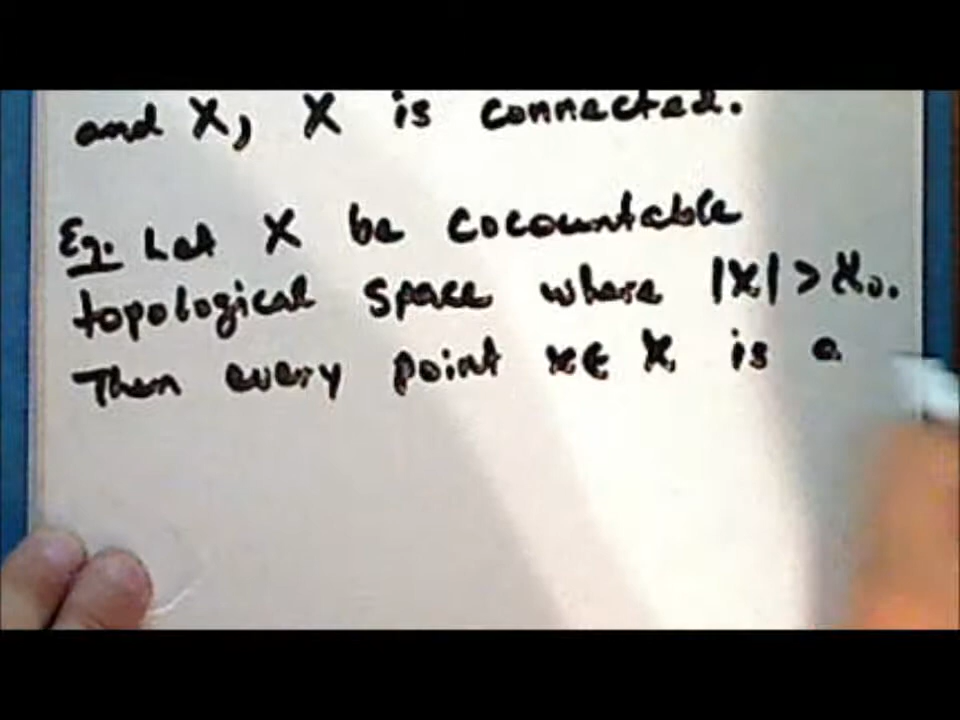 and X, X is connected.
Eg. Let X be cocountable
topological space where |X| > ℵ₀.
Then every point x ∈ X is a